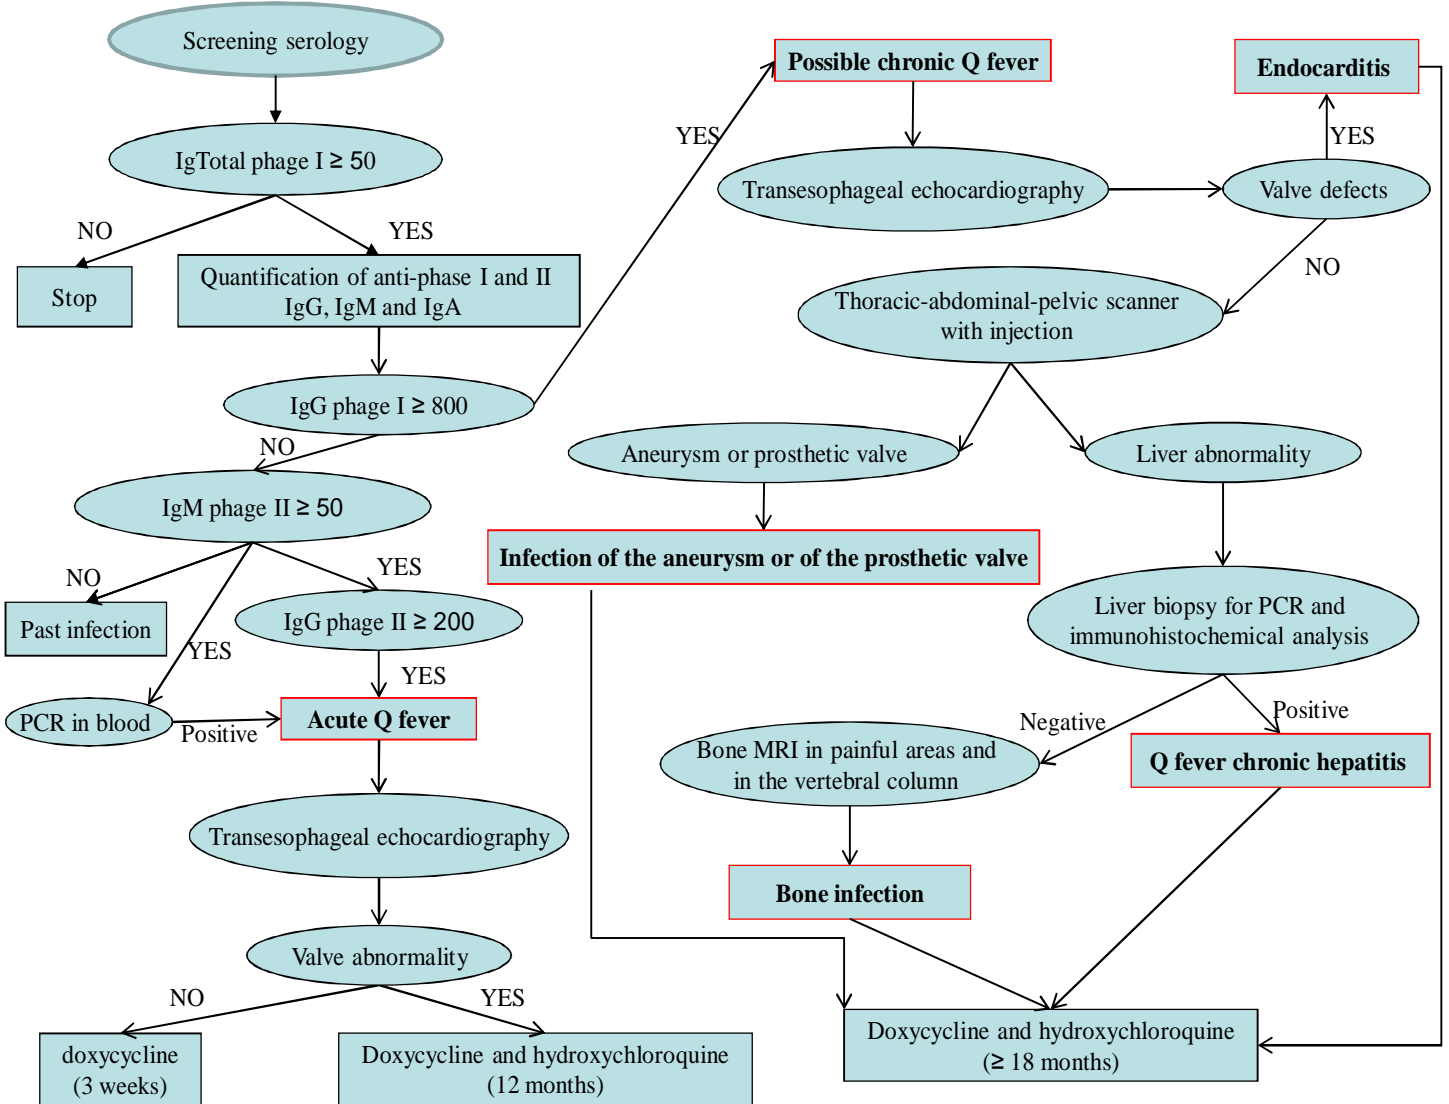 Screening serology
IgTotal phage I ≥ 50
NO
YES
Stop
Quantification of anti-phase I and II
IgG, IgM and IgA
IgG phage I ≥ 800
NO
YES
IgM phage II ≥ 50
NO
YES
YES
Past infection
IgG phage II ≥ 200
YES
PCR in blood
Positive
Acute Q fever
Transesophageal echocardiography
Valve abnormality
NO
YES
doxycycline
(3 weeks)
Doxycycline and hydroxychloroquine
(12 months)
Possible chronic Q fever
Transesophageal echocardiography
Valve defects
YES
Endocarditis
NO
Thoracic-abdominal-pelvic scanner
with injection
Aneurysm or prosthetic valve
Liver abnormality
Infection of the aneurysm or of the prosthetic valve
Liver biopsy for PCR and
immunohistochemical analysis
Negative
Positive
Bone MRI in painful areas and
in the vertebral column
Q fever chronic hepatitis
Bone infection
Doxycycline and hydroxychloroquine
(≥ 18 months)